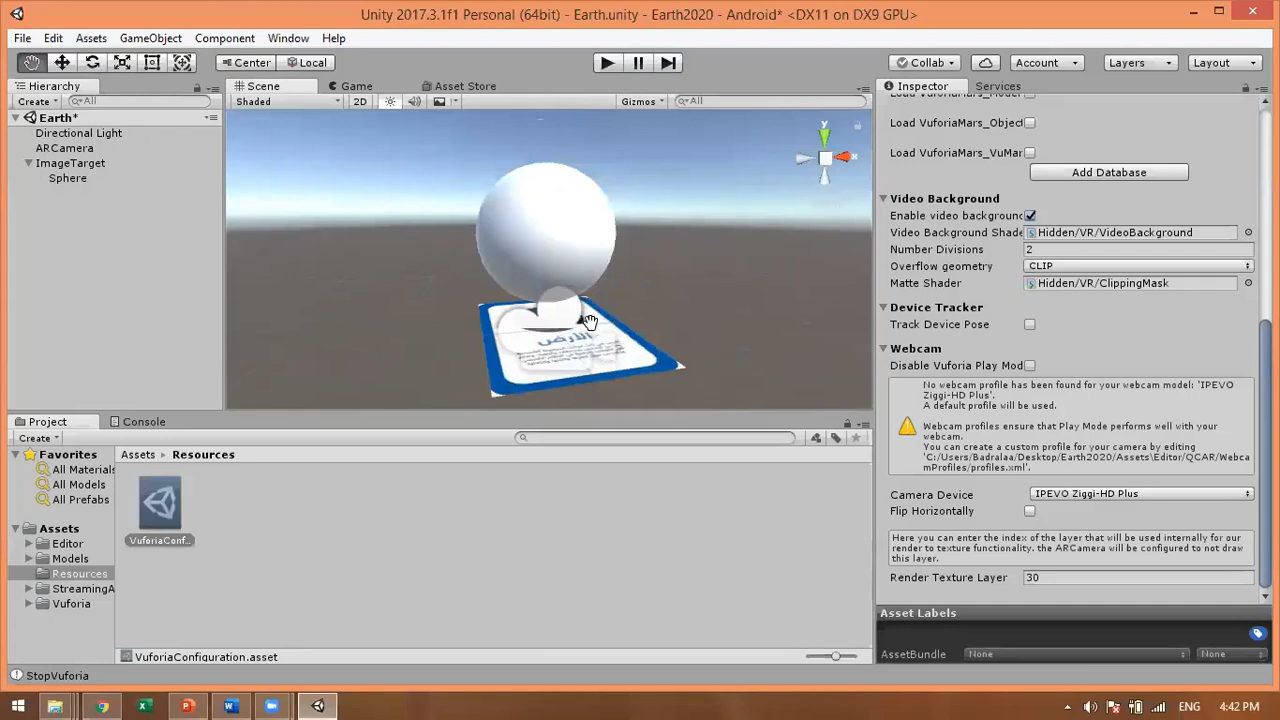 Unity 2017.3.1f1 Personal (64bit) - Earth.unity - Earth2020 - Android* <DX11 on DX9 GPU>
File Edit Assets GameObject Component Window Help
Center Local Collab Account Layers Layout
Hierarchy Scene Game Asset Store Inspector Services
Create All Shaded 2D Gizmos All
Earth*
Directional Light
ARCamera
ImageTarget
Sphere
y
x
الأرض
Load VuforiaMars_Object
Load VuforiaMars_VuMar
Add Database
Video Background
Enable video background
Video Background Shade Hidden/VR/VideoBackground
Number Divisions 2
Overflow geometry CLIP
Matte Shader Hidden/VR/ClippingMask
Device Tracker
Track Device Pose
Webcam
Disable Vuforia Play Mod
No webcam profile has been found for your webcam model: 'IPEVO
Ziggi-HD Plus'.
A default profile will be used.
Webcam profiles ensure that Play Mode performs well with your
webcam.
You can create a custom profile for your camera by editing
'C:/Users/Badralaa/Desktop/Earth2020/Assets\Editor/QCAR/Webca
mProfiles/profiles.xml'.
Camera Device IPEVO Ziggi-HD Plus
Flip Horizontally
Here you can enter the index of the layer that will be used internally for our
render to texture functionality. the ARCamera will be configured to not draw
this layer.
Render Texture Layer 30
Asset Labels
AssetBundle None None
Project Console
Create
Favorites
All Materials
All Models
All Prefabs
Assets
Editor
Models
Resources
StreamingA
Vuforia
Assets Resources
VuforiaConf...
VuforiaConfiguration.asset
StopVuforia
ENG 4:42 PM